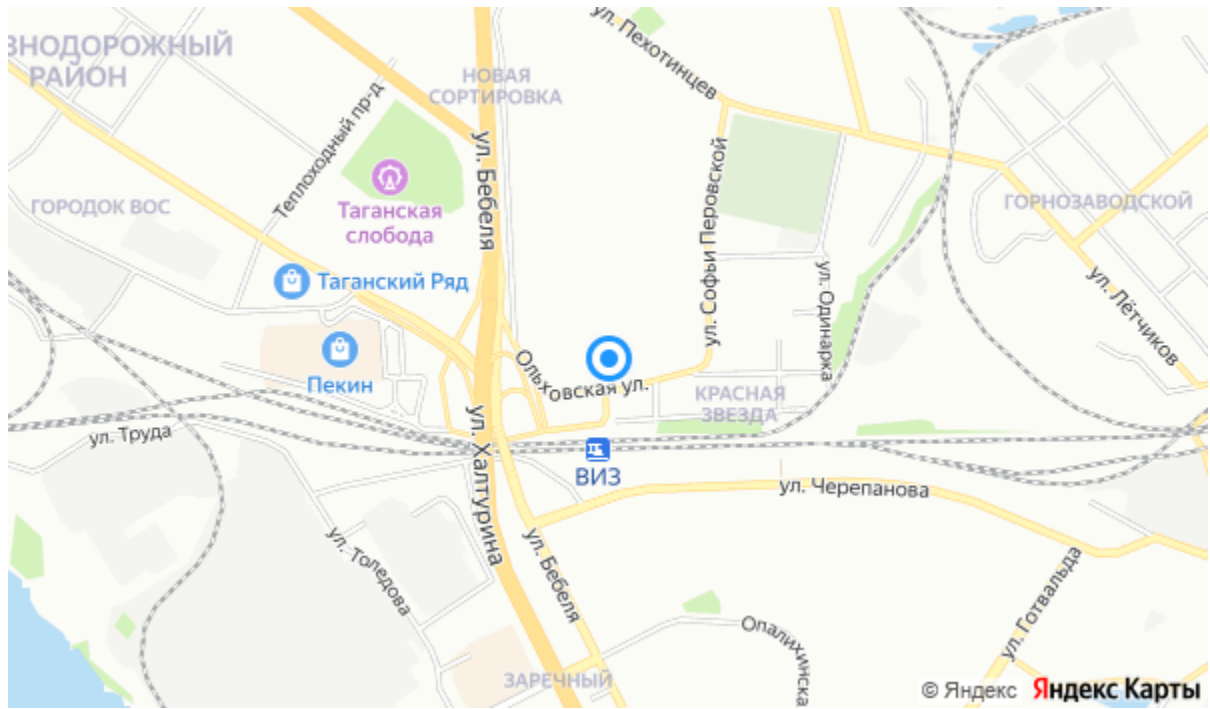 ЗНОДОРОЖНЫЙ
РАЙОН
НОВАЯ
СОРТИРОВКА
ул. Пехотинцев
Теплоходный пр-д
ул. Бебеля
ул. Софьи Перовской
Таганская
слобода
ГОРОДОК ВОС
ГОРНОЗАВОДСКОЙ
Таганский Ряд
ул. Одинарка
ул. Лётчиков
Пекин
Ольховская ул.
КРАСНАЯ
ЗВЕЗДА
ул. Труда
ул. Халтурина
ВИЗ
ул. Черепанова
ул. Толедова
ул. Бебеля
ул. Готвальда
Опалихинска
ЗАРЕЧНЫЙ
© Яндекс Яндекс Карты